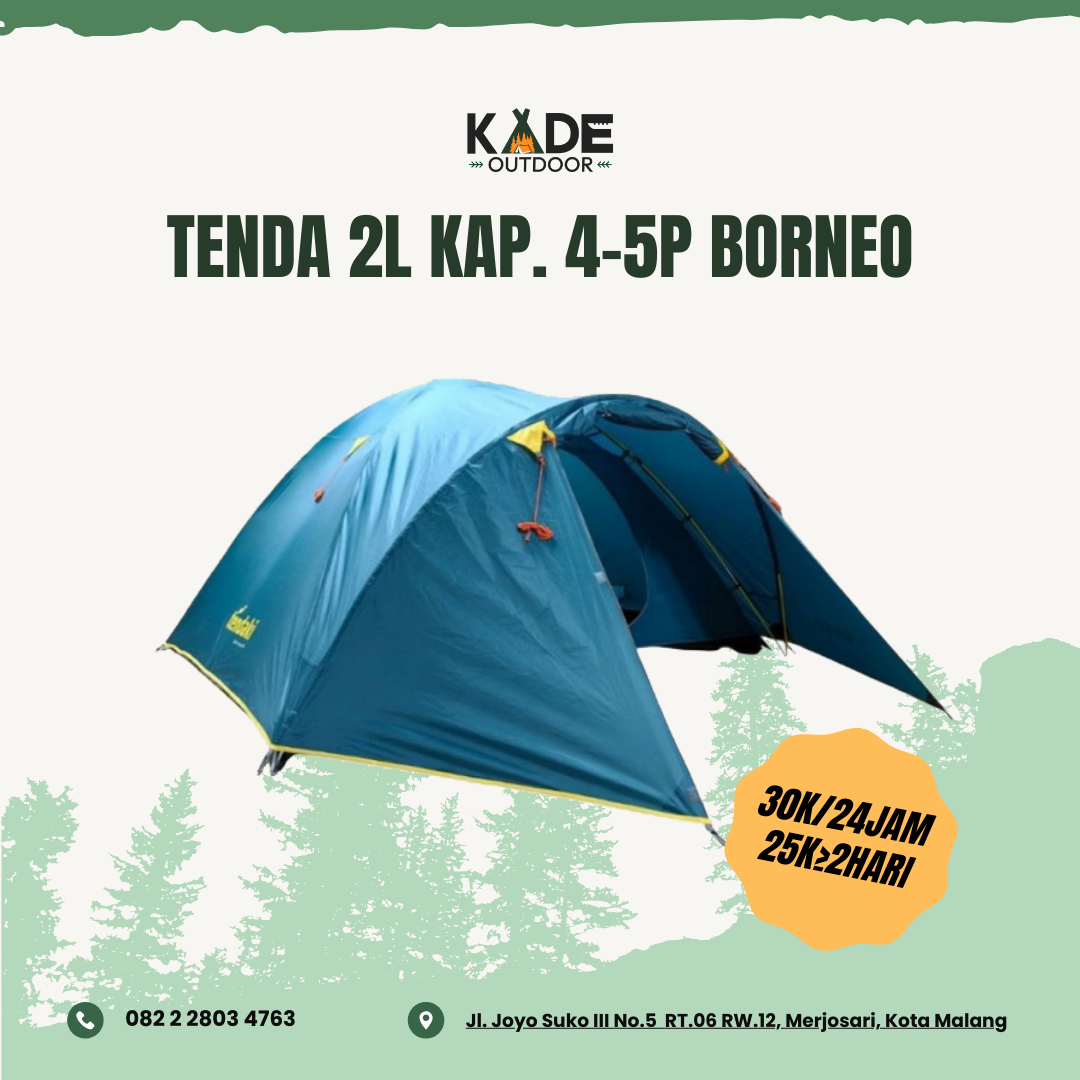 KADE
OUTDOOR
TENDA 2L KAP. 4-5P BORNEO
tendaki
30K/24JAM
25K≥2HARI
082 2 2803 4763
Jl. Joyo Suko III No.5 RT.06 RW.12, Merjosari, Kota Malang